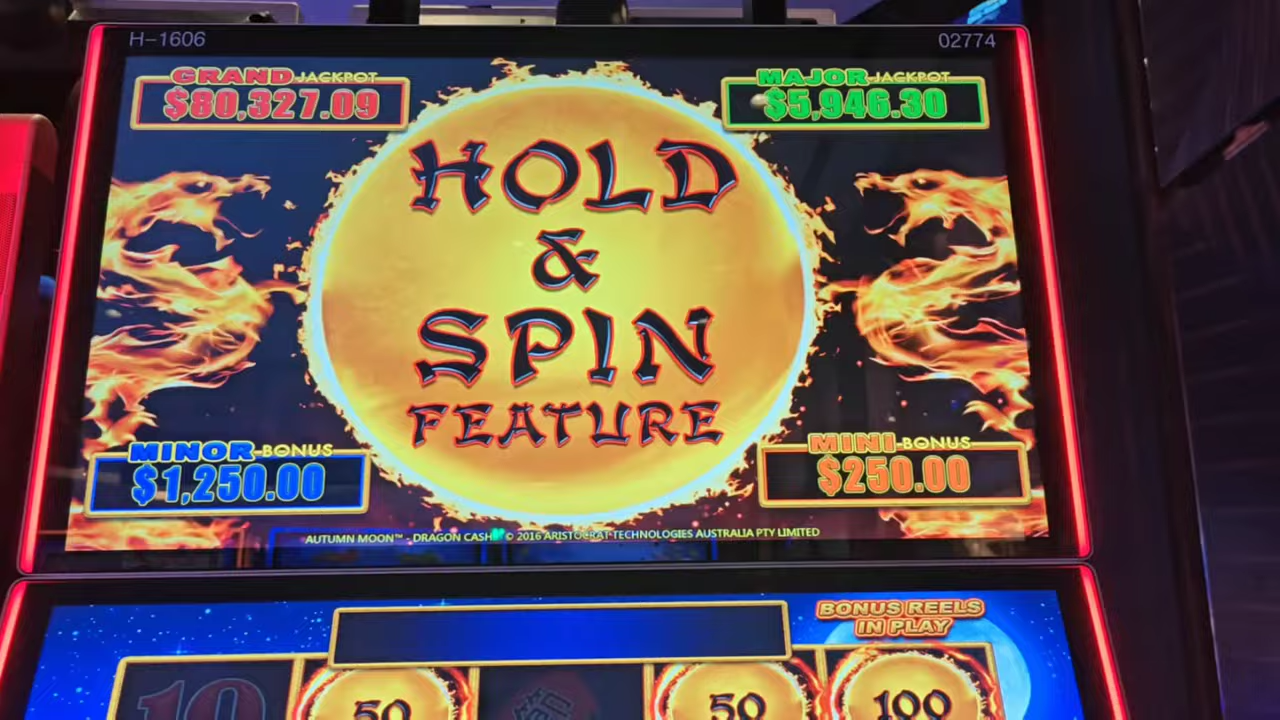 H-1606
02774
GRAND JACKPOT
$80,327.09
MAJOR JACKPOT
$5,946.30
HOLD
&
SPIN
FEATURE
MINOR BONUS
$1,250.00
MINI BONUS
$250.00
AUTUMN MOON™ - DRAGON CASH © 2016 ARISTOCRAT TECHNOLOGIES AUSTRALIA PTY LIMITED
BONUS REELS
IN PLAY
10
50
50
100